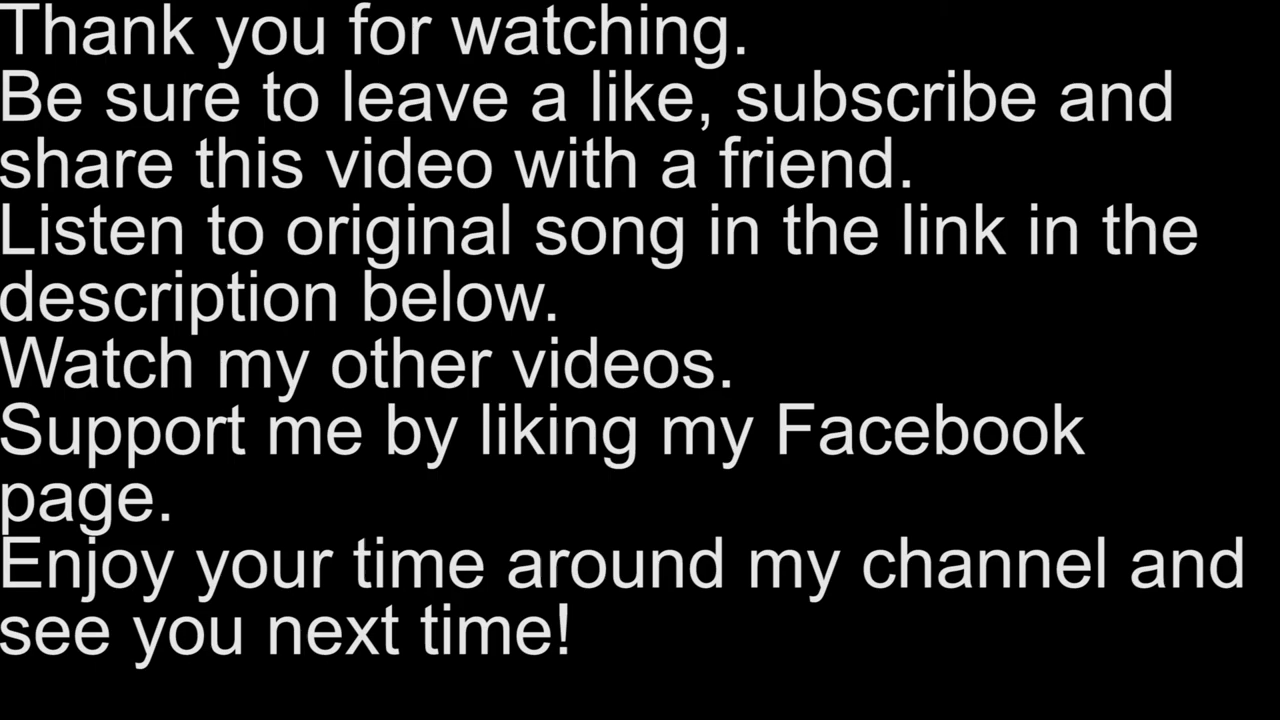 Thank you for watching.
Be sure to leave a like, subscribe and
share this video with a friend.
Listen to original song in the link in the
description below.
Watch my other videos.
Support me by liking my Facebook
page.
Enjoy your time around my channel and
see you next time!